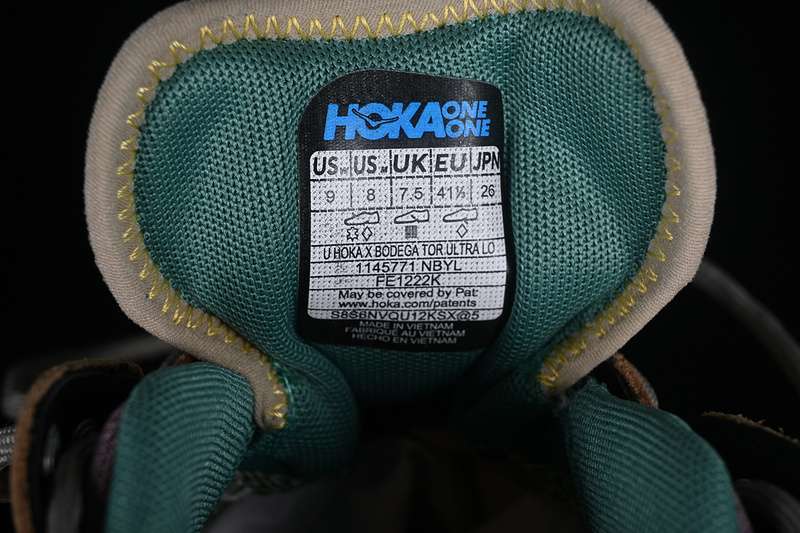 HOKA ONE ONE
US W US M UK EU JPN
9 8 7.5 41⅓ 26
U HOKA X BODEGA TOR ULTRA LO
1145771 NBYL
FE1222K
May be covered by Pat:
www.hoka.com/patents
S8S6NVQU12KSX@5
MADE IN VIETNAM
FABRIQUÉ AU VIETNAM
HECHO EN VIETNAM